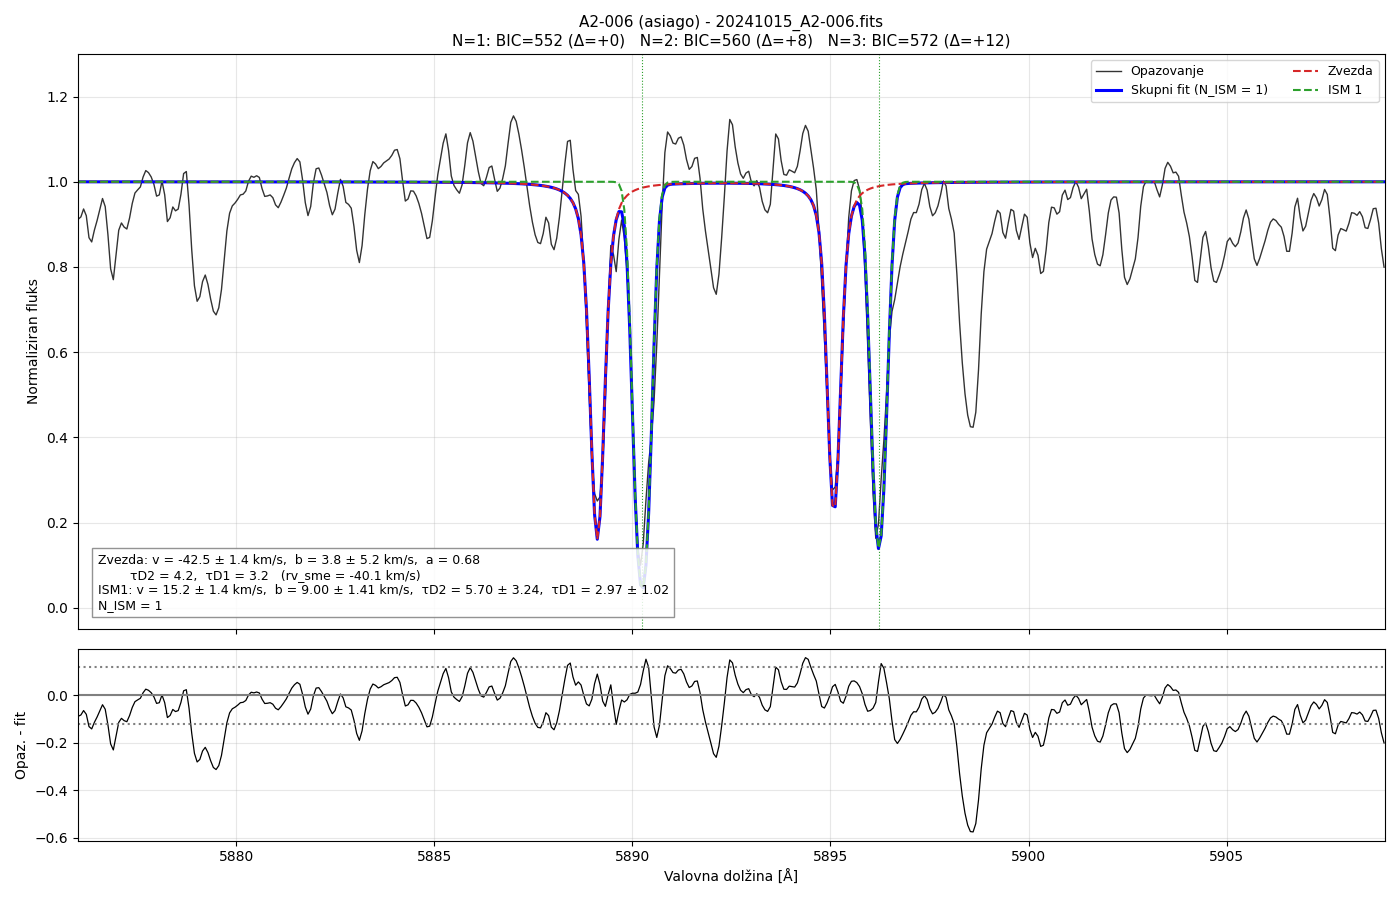 A2-006 (asiago) - 20241015_A2-006.fits
N=1: BIC=552 (Δ=+0)   N=2: BIC=560 (Δ=+8)   N=3: BIC=572 (Δ=+12)
Opazovanje
Skupni fit (N_ISM = 1)
Zvezda
ISM 1
Normaliziran fluks
1.2
1.0
0.8
0.6
0.4
0.2
0.0
Zvezda: v = -42.5 ± 1.4 km/s,  b = 3.8 ± 5.2 km/s,  a = 0.68
τD2 = 4.2,  τD1 = 3.2   (rv_sme = -40.1 km/s)
ISM1: v = 15.2 ± 1.4 km/s,  b = 9.00 ± 1.41 km/s,  τD2 = 5.70 ± 3.24,  τD1 = 2.97 ± 1.02
N_ISM = 1
Opaz. - fit
0.0
−0.2
−0.4
−0.6
5880
5885
5890
5895
5900
5905
Valovna dolžina [Å]